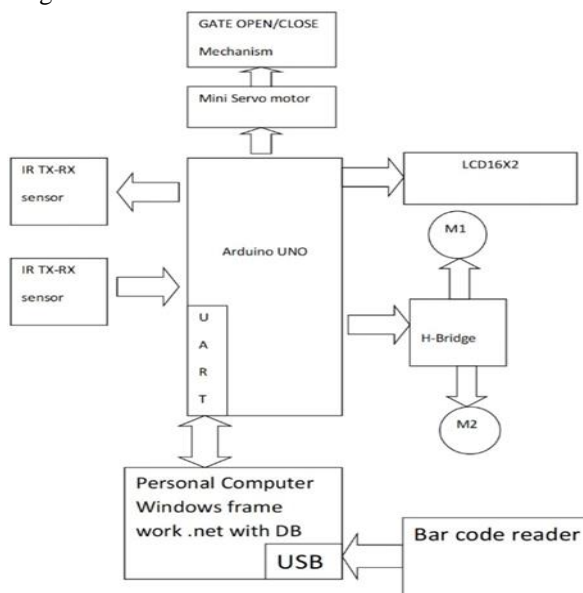 GATE OPEN/CLOSE
Mechanism
Mini Servo motor
IR TX-RX
sensor
LCD16X2
M1
Arduino UNO
IR TX-RX
sensor
U
A
R
T
H-Bridge
M2
Personal Computer
Windows frame
work .net with DB
USB
Bar code reader